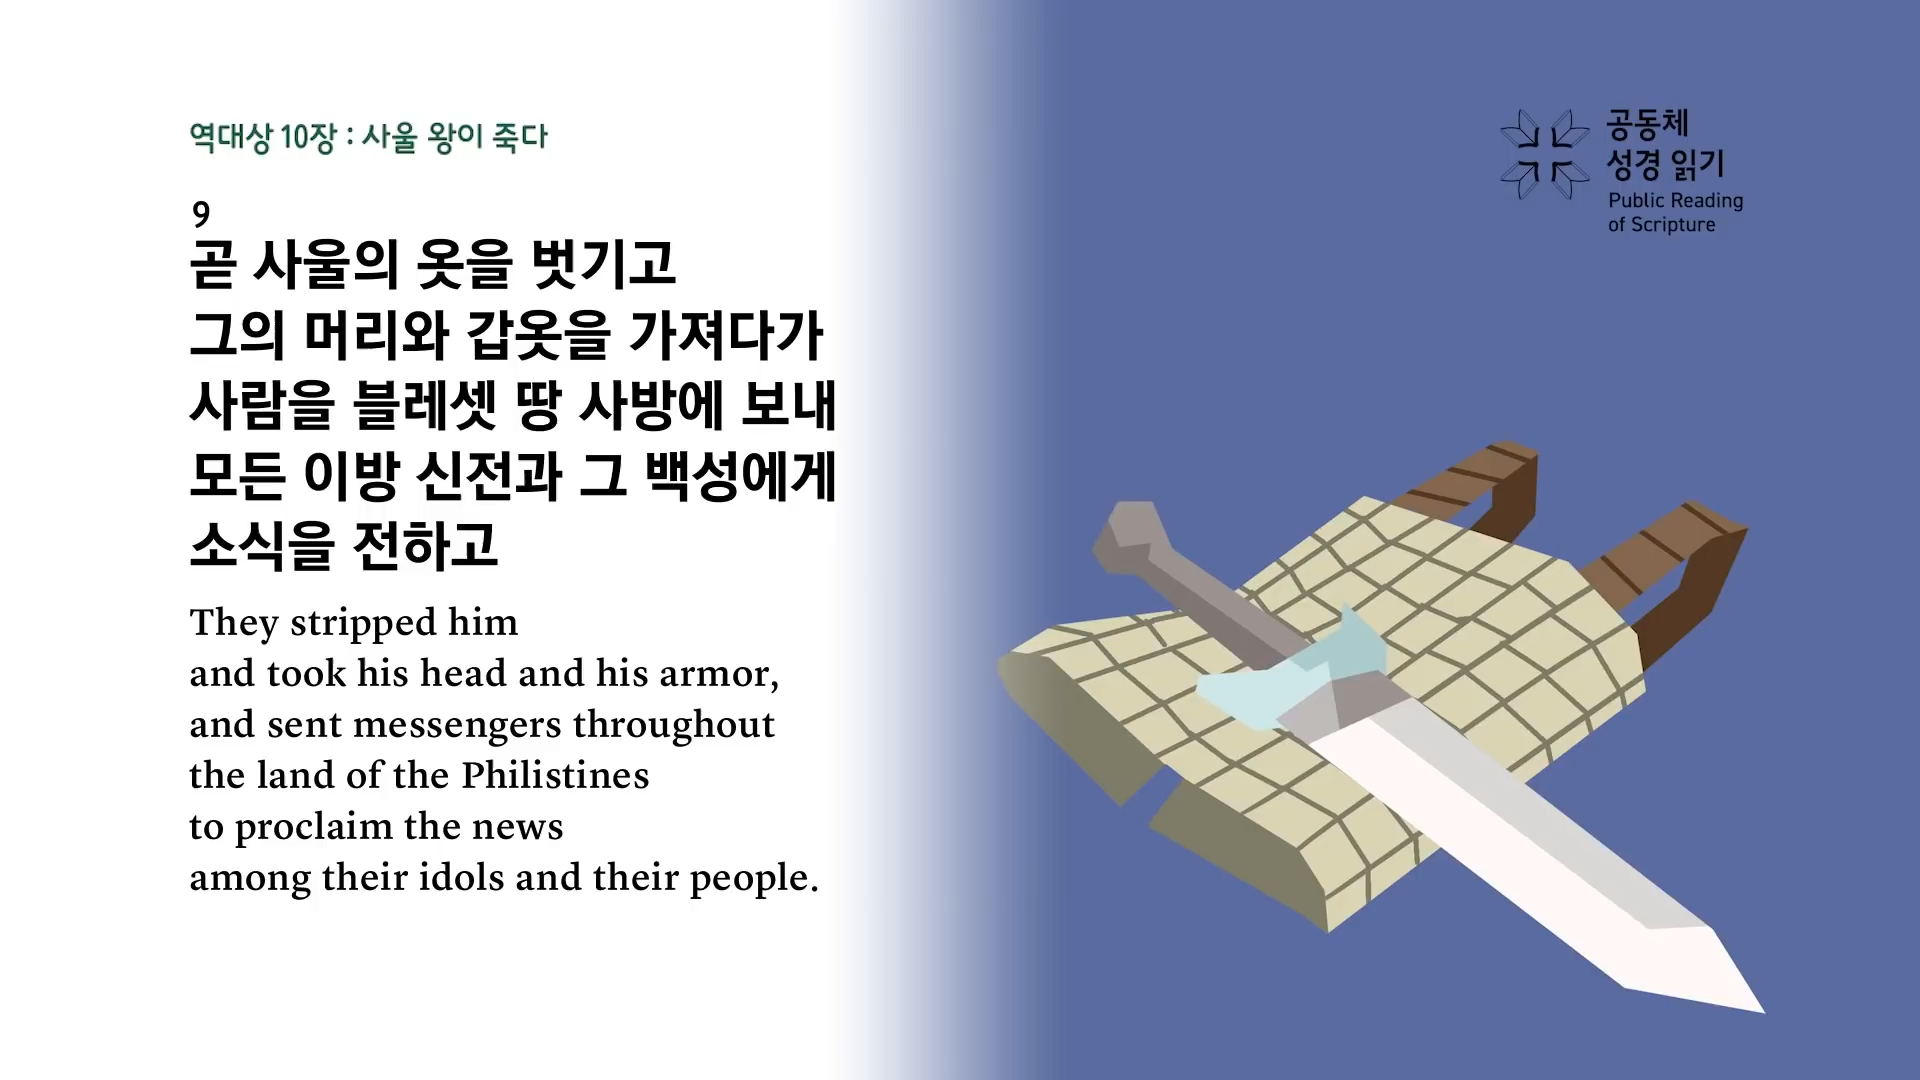 역대상 10장 : 사울 왕이 죽다
9
곧 사울의 옷을 벗기고
그의 머리와 갑옷을 가져다가
사람을 블레셋 땅 사방에 보내
모든 이방 신전과 그 백성에게
소식을 전하고
They stripped him
and took his head and his armor,
and sent messengers throughout
the land of the Philistines
to proclaim the news
among their idols and their people.
공동체
성경 읽기
Public Reading
of Scripture